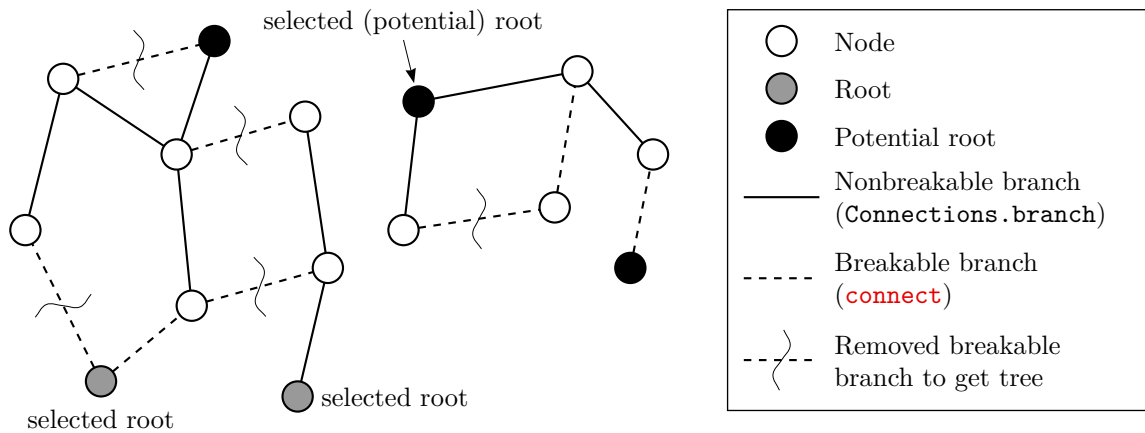 selected (potential) root
selected root
selected root
Node
Root
Potential root
Nonbreakable branch
(Connections.branch)
Breakable branch
(connect)
Removed breakable
branch to get tree